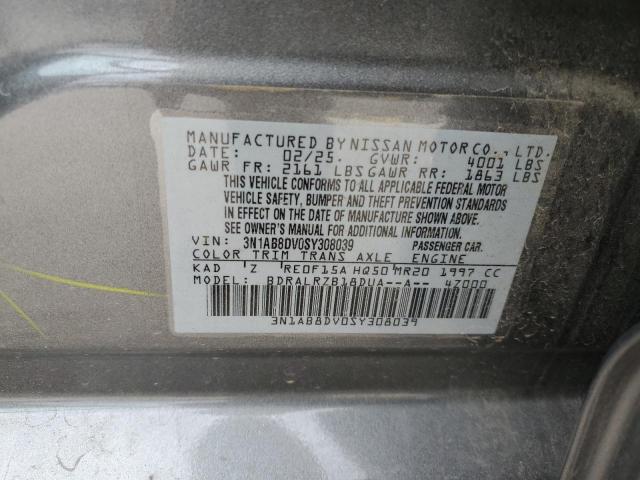 MANUFACTURED BY NISSAN MOTOR CO., LTD.
DATE: 02/25. GVWR: 4001 LBS
GAWR FR: 2161 LBS GAWR RR: 1863 LBS
THIS VEHICLE CONFORMS TO ALL APPLICABLE FEDERAL MOTOR
VEHICLE SAFETY, BUMPER AND THEFT PREVENTION STANDARDS
IN EFFECT ON THE DATE OF MANUFACTURE SHOWN ABOVE.
SEE OWNER'S MANUAL FOR ADDITIONAL INFORMATION.
VIN: 3N1AB8DV0SY308039 PASSENGER CAR.
COLOR TRIM TRANS AXLE ENGINE
KAD Z RE0F15A HQ50 MR20 1997 CC
MODEL: BDRALRZB18DUA--A-- 4Z000
3N1AB8DV0SY308039